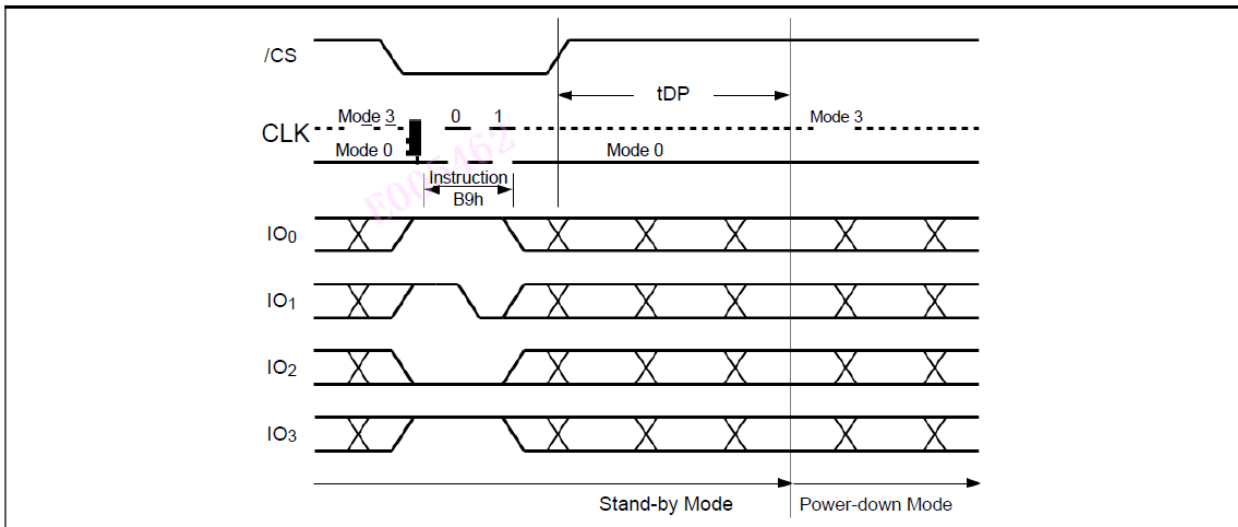 /CS
tDP
Mode 3 0 1 Mode 3
CLK
Mode 0 Mode 0
Instruction
B9h
E005462
IO0
IO1
IO2
IO3
Stand-by Mode Power-down Mode